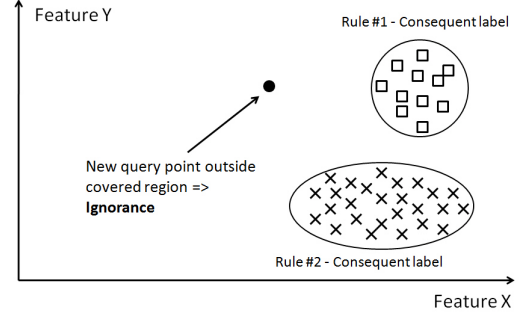 Feature Y
Rule #1 - Consequent label
New query point outside
covered region =>
Ignorance
Rule #2 - Consequent label
Feature X